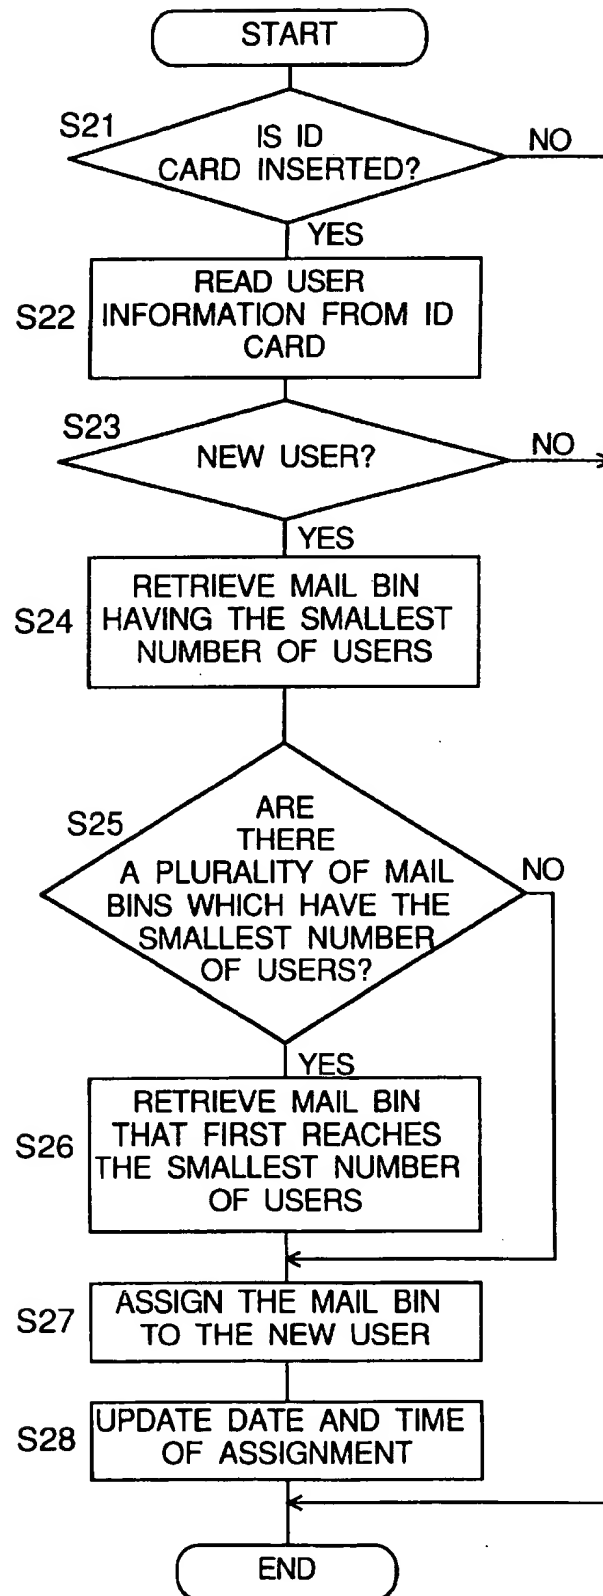 START
S21
IS ID
CARD INSERTED?
NO
YES
S22
READ USER
INFORMATION FROM ID
CARD
S23
NEW USER?
NO
YES
S24
RETRIEVE MAIL BIN
HAVING THE SMALLEST
NUMBER OF USERS
S25
ARE
THERE
A PLURALITY OF MAIL
BINS WHICH HAVE THE
SMALLEST NUMBER
OF USERS?
NO
YES
S26
RETRIEVE MAIL BIN
THAT FIRST REACHES
THE SMALLEST NUMBER
OF USERS
S27
ASSIGN THE MAIL BIN
TO THE NEW USER
S28
UPDATE DATE AND TIME
OF ASSIGNMENT
END